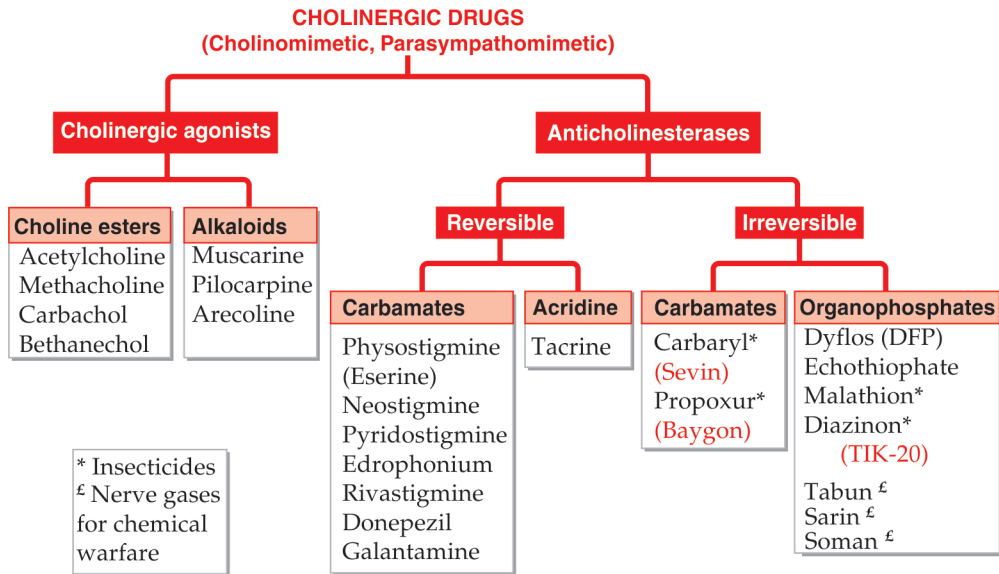 CHOLINERGIC DRUGS
(Cholinomimetic, Parasympathomimetic)
Cholinergic agonists
Anticholinesterases
Choline esters
Acetylcholine
Methacholine
Carbachol
Bethanechol
Alkaloids
Muscarine
Pilocarpine
Arecoline
Reversible
Irreversible
Carbamates
Physostigmine
(Eserine)
Neostigmine
Pyridostigmine
Edrophonium
Rivastigmine
Donepezil
Galantamine
Acridine
Tacrine
Carbamates
Carbaryl*
(Sevin)
Propoxur*
(Baygon)
Organophosphates
Dyflos (DFP)
Echothiophate
Malathion*
Diazinon*
(TIK-20)
Tabun £
Sarin £
Soman £
* Insecticides
£ Nerve gases
for chemical
warfare